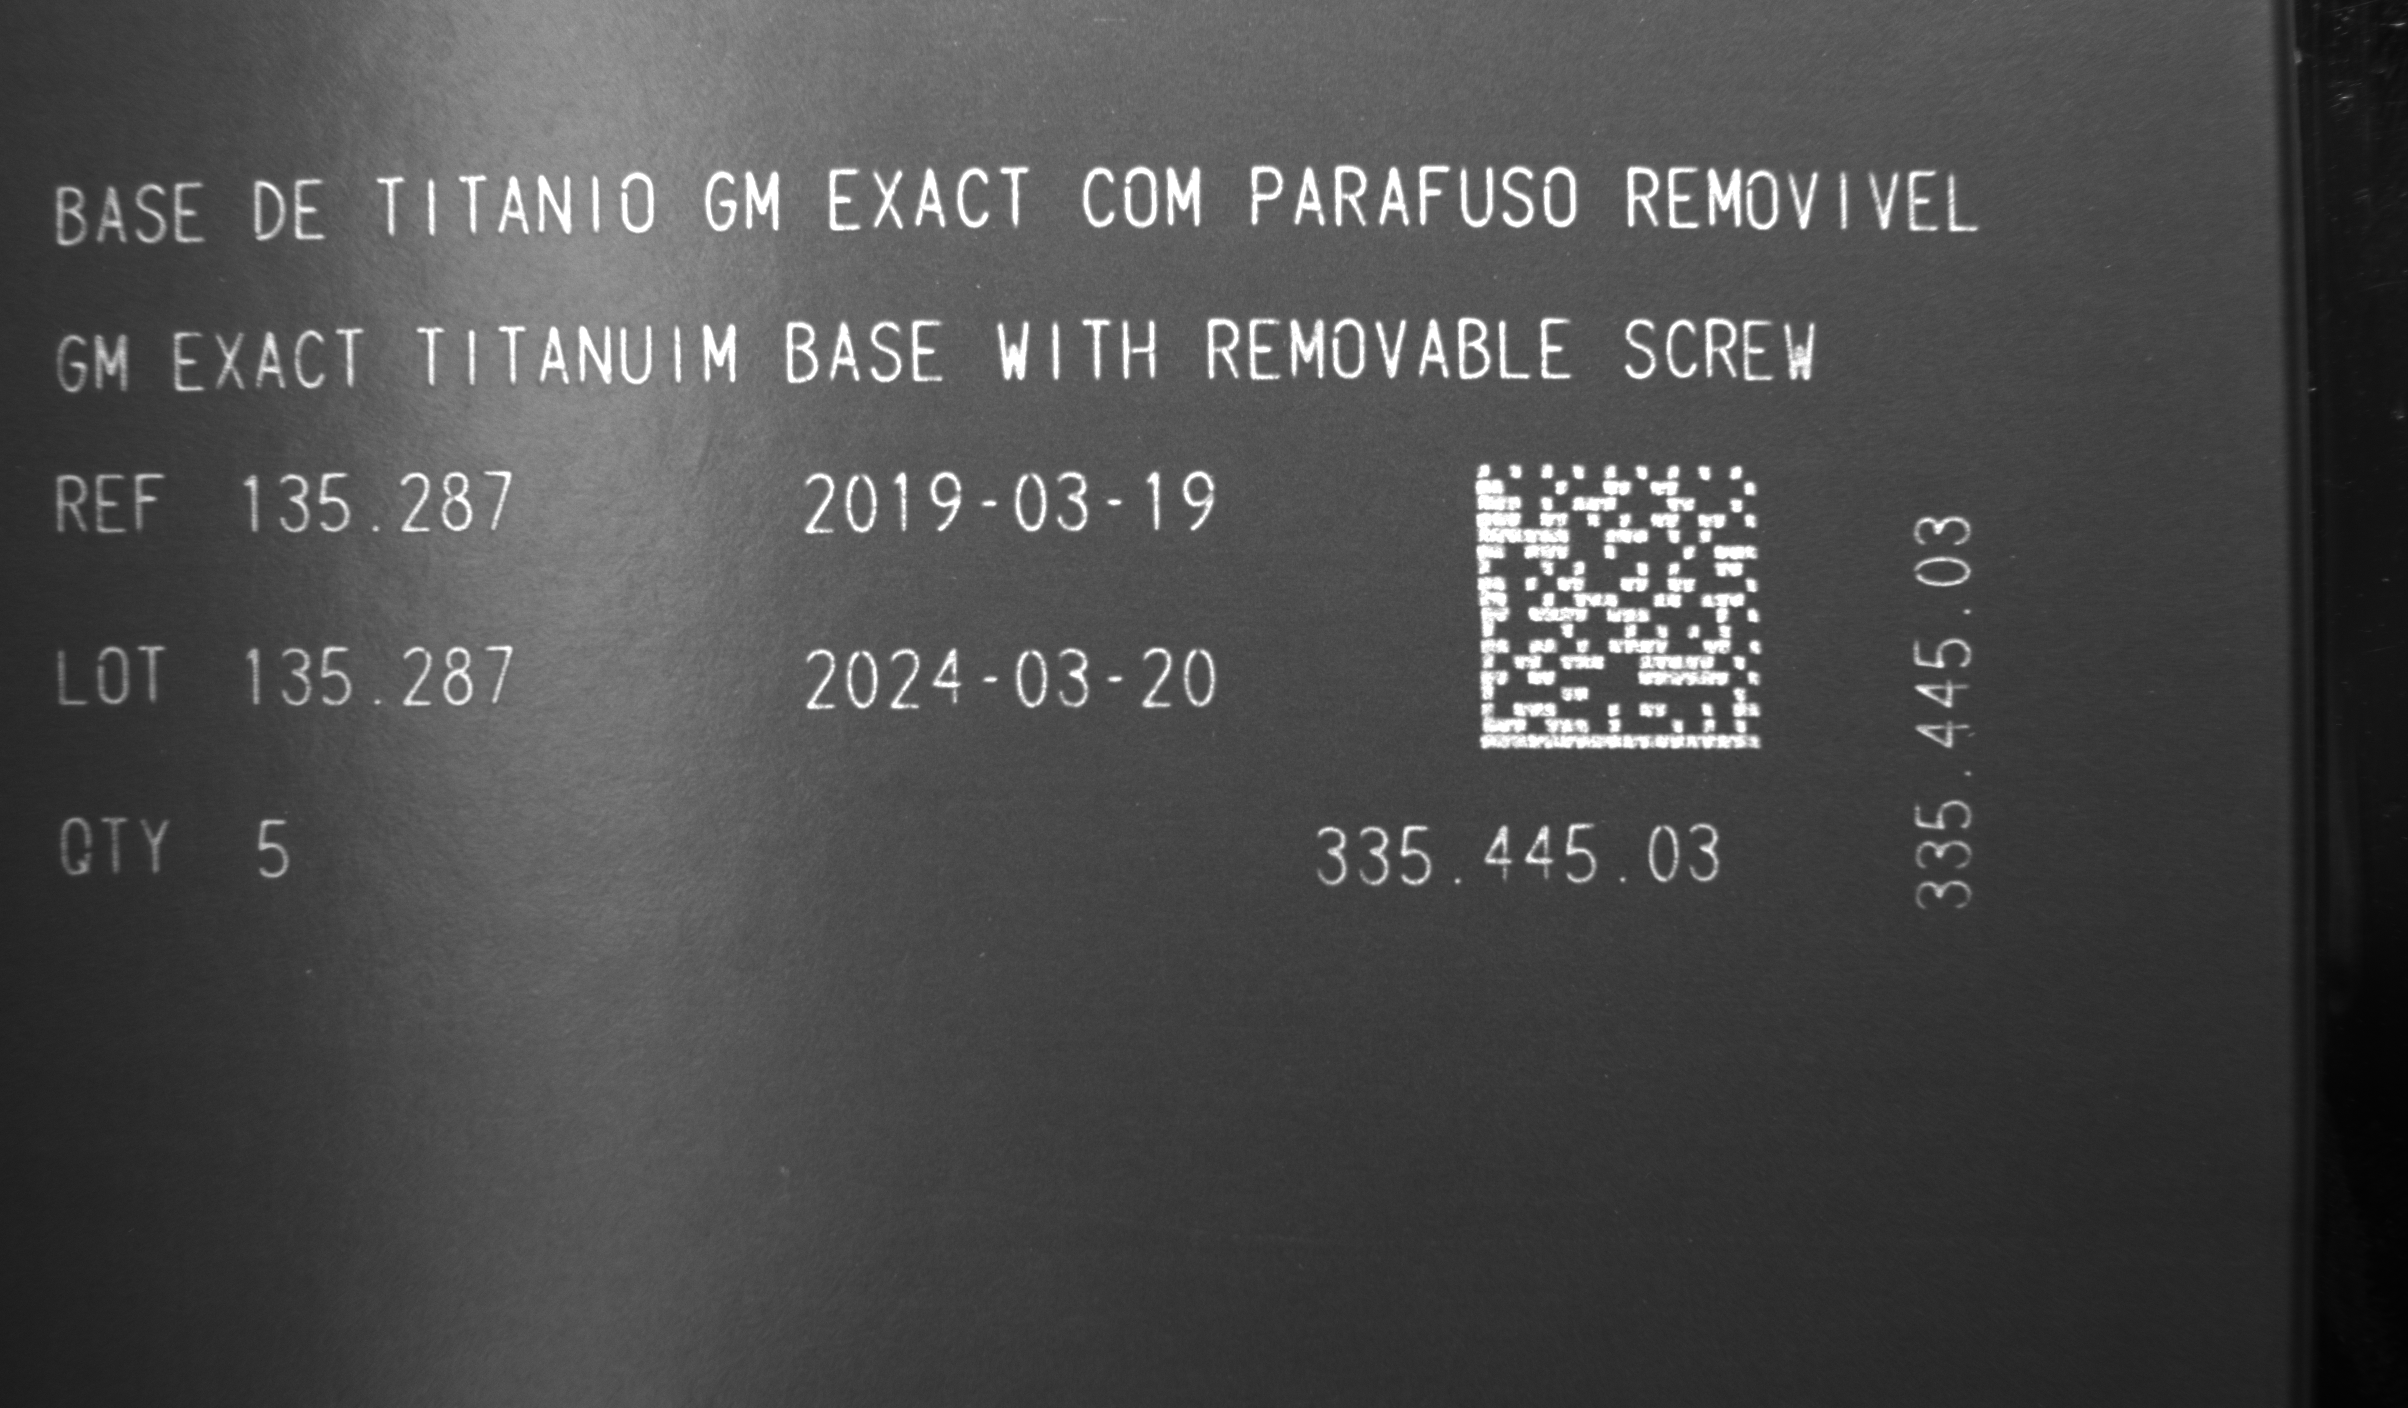 BASE DE TITANIO GM EXACT COM PARAFUSO REMOVIVEL
GM EXACT TITANUIM BASE WITH REMOVABLE SCREW
REF 135.287 2019-03-19
LOT 135.287 2024-03-20
QTY 5
335.445.03
335.445.03